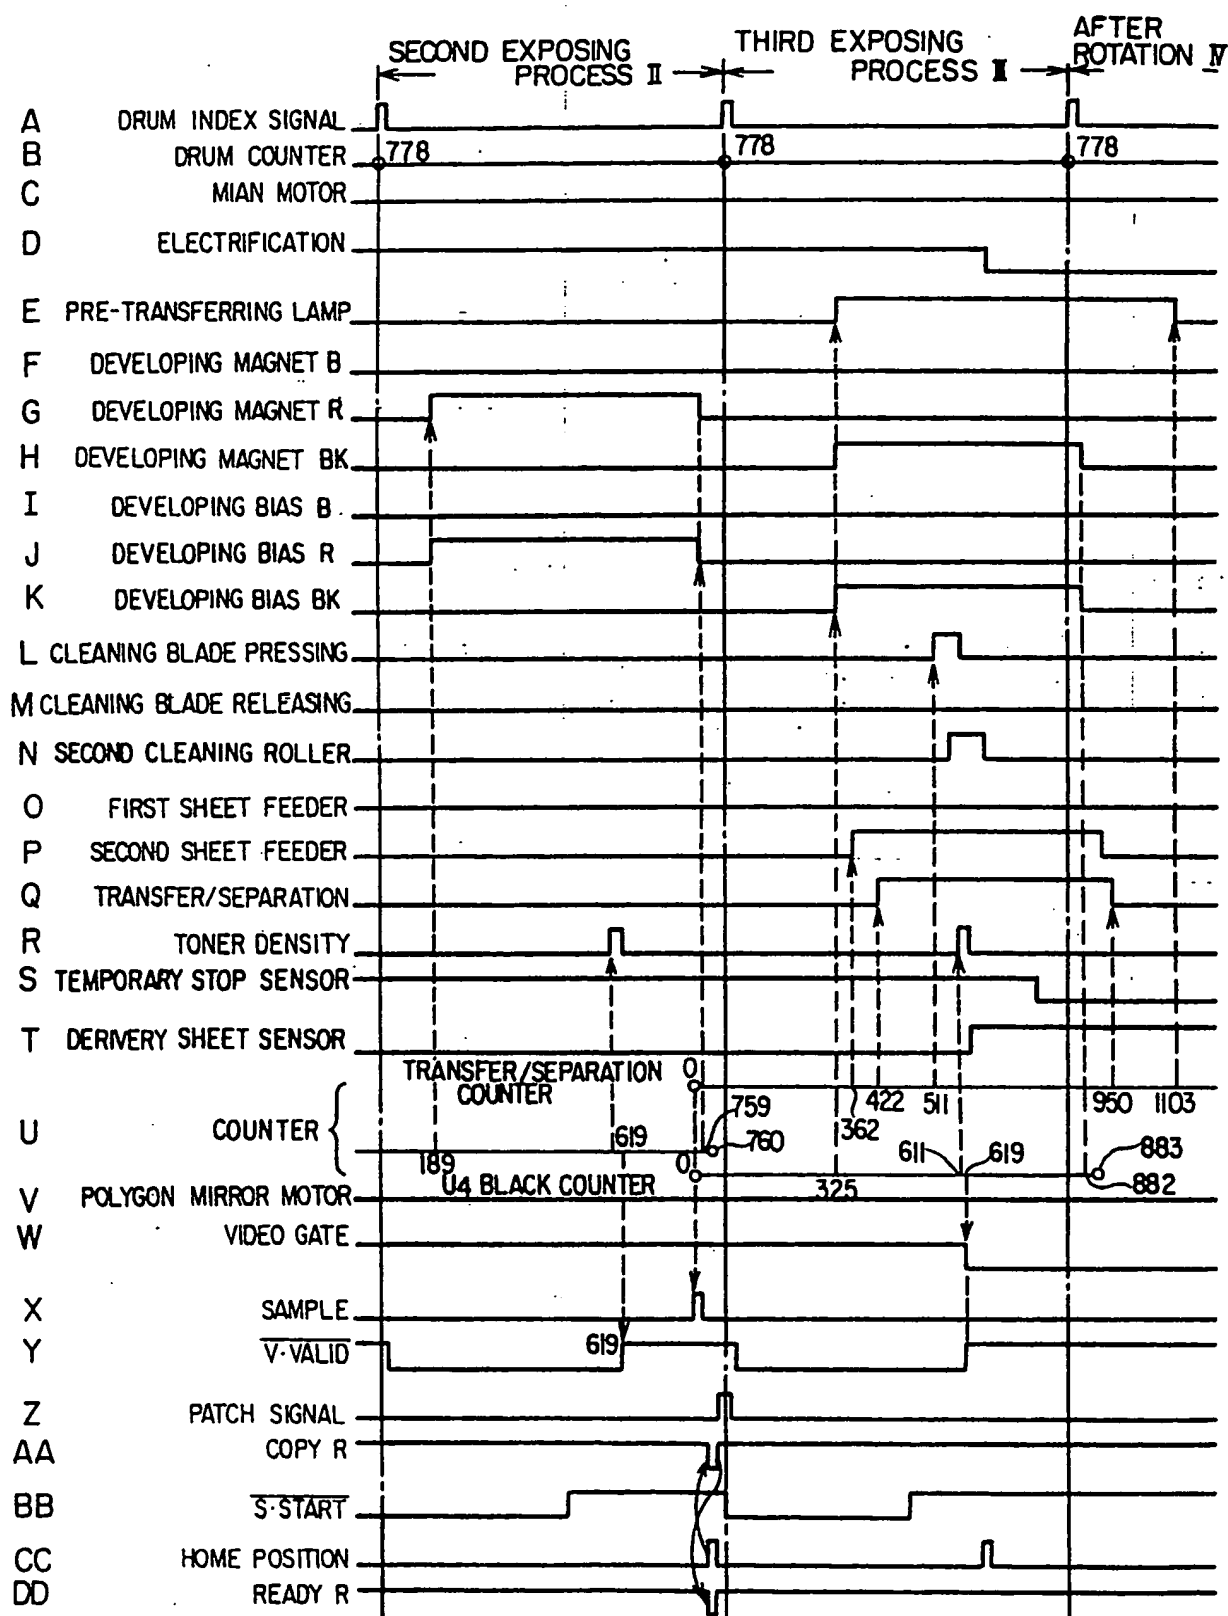 SECOND EXPOSING
PROCESS II
THIRD EXPOSING
PROCESS III
AFTER
ROTATION IV
A DRUM INDEX SIGNAL
B DRUM COUNTER 778 778 778
C MIAN MOTOR
D ELECTRIFICATION
E PRE-TRANSFERRING LAMP
F DEVELOPING MAGNET B
G DEVELOPING MAGNET R
H DEVELOPING MAGNET BK
I DEVELOPING BIAS B
J DEVELOPING BIAS R
K DEVELOPING BIAS BK
L CLEANING BLADE PRESSING
M CLEANING BLADE RELEASING
N SECOND CLEANING ROLLER
O FIRST SHEET FEEDER
P SECOND SHEET FEEDER
Q TRANSFER/SEPARATION
R TONER DENSITY
S TEMPORARY STOP SENSOR
T DERIVERY SHEET SENSOR
TRANSFER/SEPARATION 0
COUNTER
362 422 511 950 1103
U COUNTER
189 619 759 760
0 611 619 883
U4 BLACK COUNTER 325 882
V POLYGON MIRROR MOTOR
W VIDEO GATE
X SAMPLE
Y V·VALID 619
Z PATCH SIGNAL
AA COPY R
BB S·START
CC HOME POSITION
DD READY R